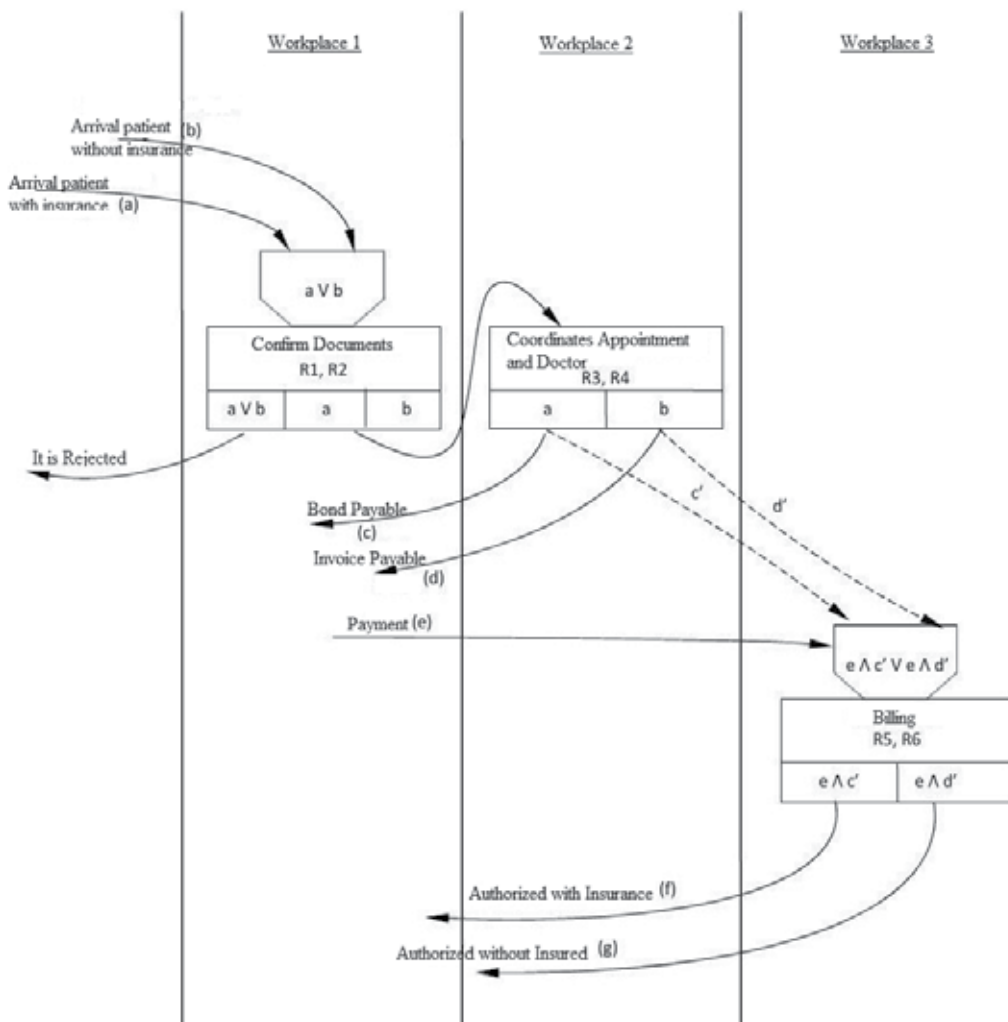 Workplace 1
Workplace 2
Workplace 3
Arrival patient (b)
without insurance
Arrival patient
with insurance (a)
a V b
Confirm Documents
R1, R2
a V b
a
b
Coordinates Appointment
and Doctor
R3, R4
a
b
It is Rejected
c'
d'
Bond Payable
(c)
Invoice Payable
(d)
Payment (e)
e Λ c' V e Λ d'
Billing
R5, R6
e Λ c'
e Λ d'
Authorized with Insurance (f)
Authorized without Insured (g)